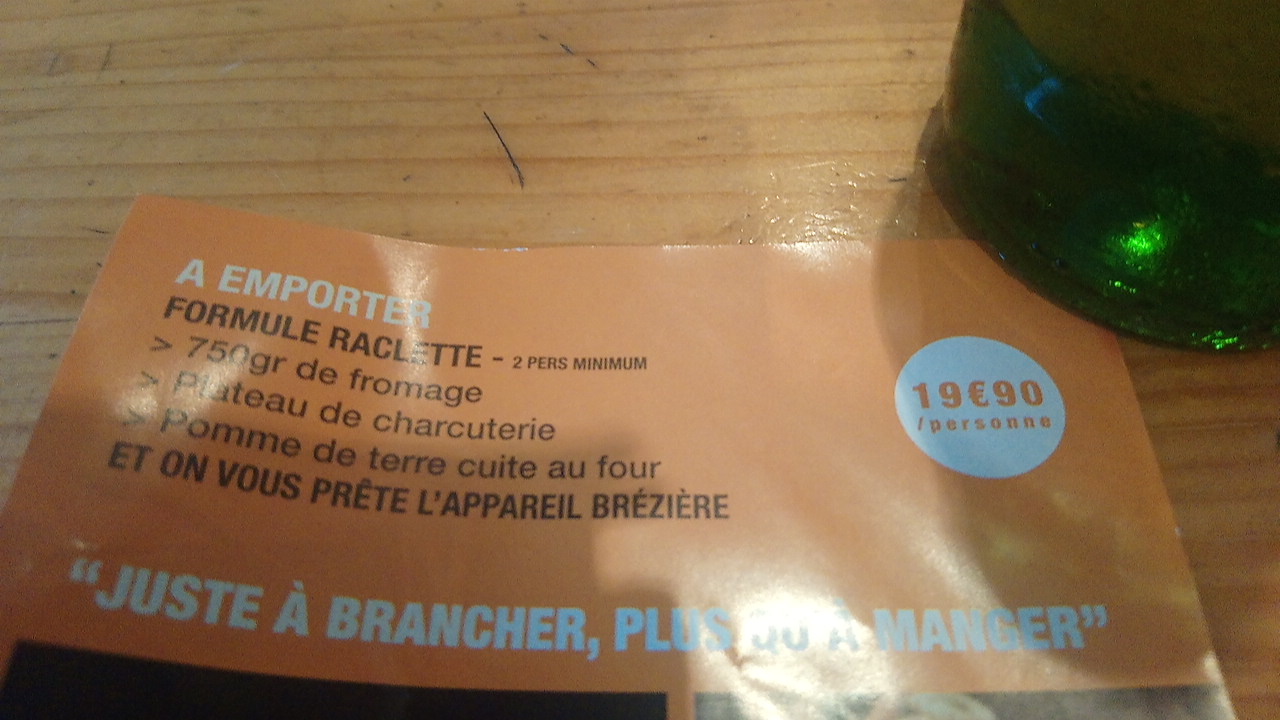 A EMPORTER
FORMULE RACLETTE - 2 PERS MINIMUM
> 750gr de fromage
> Plateau de charcuterie
> Pomme de terre cuite au four
ET ON VOUS PRÊTE L'APPAREIL BRÉZIÈRE
19€90
/personne
“JUSTE À BRANCHER, PLUS QU'À MANGER”